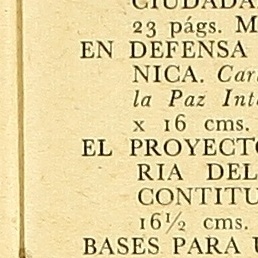 CIUDADA
23 págs. M
EN DEFENSA
NICA. Car
la Paz Int
x 16 cms.
EL PROYECTO
RIA DEL
CONTITU
16½ cms.
BASES PARA